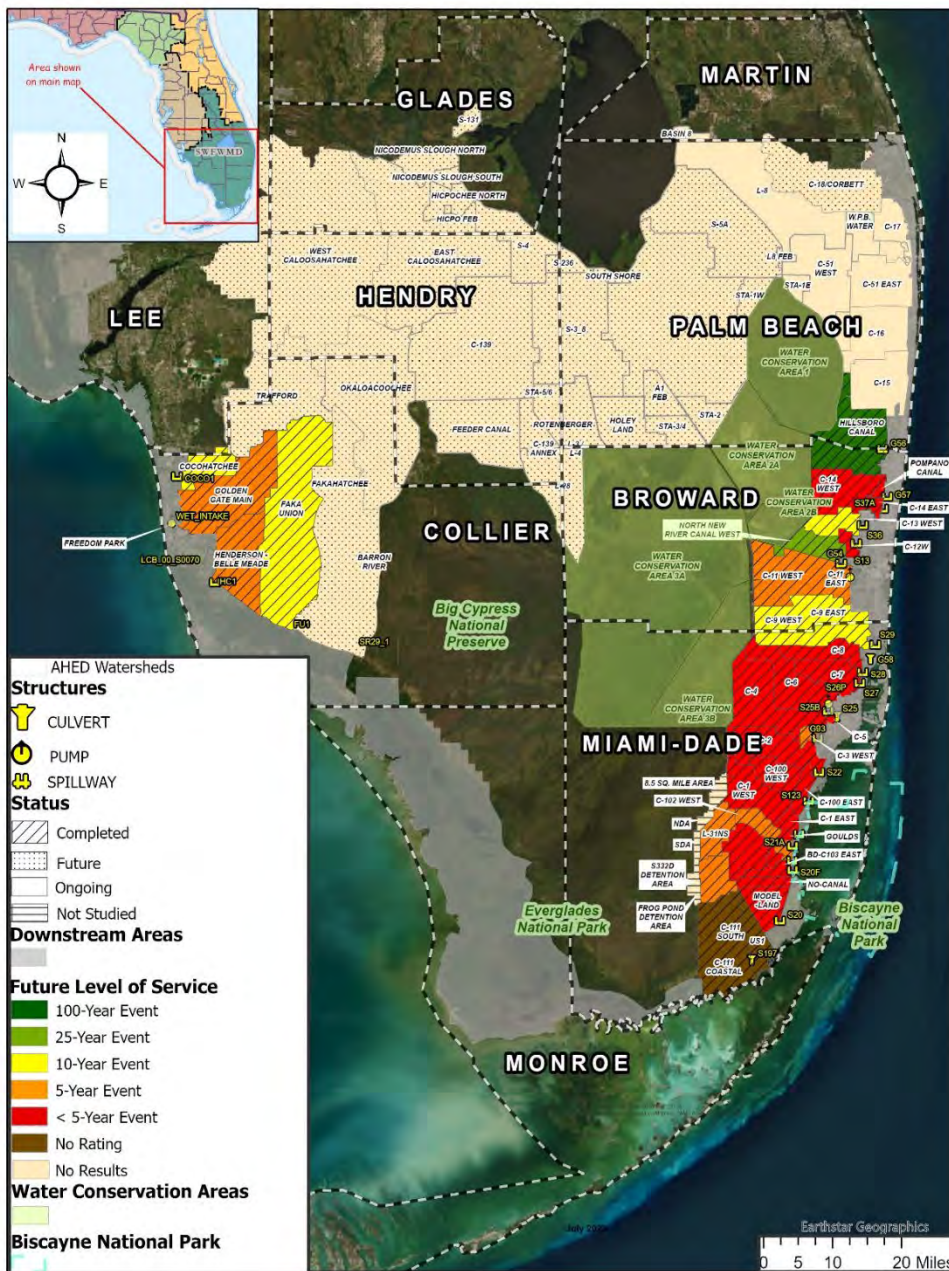 Area shown
on main map
SWFWMD
N
W
E
S
MARTIN
GLADES
S-131
BASIN 8
NICODEMUS SLOUGH NORTH
NICODEMUS SLOUGH SOUTH
HICPOCHEE NORTH
HICPO FEB
L-8
C-18/CORBETT
W.P.B.
WATER
C-17
S-5A
S-4
WEST
CALOOSAHATCHEE
EAST
CALOOSAHATCHEE
S-236
SOUTH SHORE
L8 FEB
C-51
WEST
STA-1E
C-51 EAST
STA-1W
LEE
HENDRY
S-3_8
PALM BEACH
C-16
C-139
WATER
CONSERVATION
AREA 1
C-15
TRAFFORD
OKALOACOOCHEE
STA-5/6
A1
FEB
STA-2
FEEDER CANAL
ROTENBERGER
HOLEY
LAND
STA-3/4
HILLSBORO
CANAL
G56
C-139
ANNEX
L-3
L-4
WATER
CONSERVATION
AREA 2A
POMPANO
CANAL
COCOHATCHEE
COCO1
GOLDEN
GATE MAIN
FAKAHATCHEE
L-28
BROWARD
C-14
WEST
S37A
G57
C-14 EAST
WATER
CONSERVATION
AREA 2B
WET_INTAKE
FAKA
UNION
COLLIER
NORTH NEW
RIVER CANAL WEST
S36
C-13 WEST
FREEDOM PARK
C-12W
G54
S13
LCB_00_S0070
HENDERSON-
BELLE MEADE
BARRON
RIVER
WATER
CONSERVATION
AREA 3A
C-11 WEST
C-11
EAST
HC1
Big Cypress
National
Preserve
C-9 EAST
C-9 WEST
FU1
SR29_1
S29
C-8
G58
AHED Watersheds
Structures
CULVERT
PUMP
SPILLWAY
Status
Completed
Future
Ongoing
Not Studied
Downstream Areas
Future Level of Service
100-Year Event
25-Year Event
10-Year Event
5-Year Event
< 5-Year Event
No Rating
No Results
Water Conservation Areas
Biscayne National Park
C-4
C-6
C-7
S28
S27
WATER
CONSERVATION
AREA 3B
S26P
S25B
S25
MIAMI-DADE
G93
C-5
C-2
C-3 WEST
8.5 SQ. MILE AREA
C-100
WEST
S22
C-1
WEST
C-102 WEST
S123
C-100 EAST
NDA
L-31NS
C-1 EAST
SDA
S21A
GOULDS
S332D
DETENTION
AREA
BD-C103 EAST
S20F
NO-CANAL
FROG POND
DETENTION
AREA
MODEL
LAND
Everglades
National Park
S20
Biscayne
National
Park
C-111
SOUTH
US1
S197
C-111
COASTAL
MONROE
Earthstar Geographics
0 5 10 20 Miles